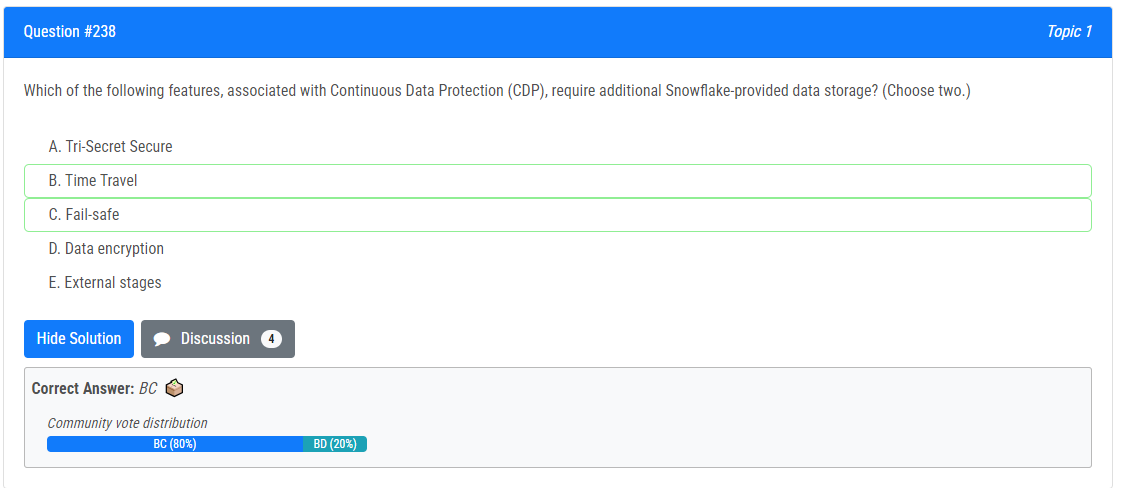 Question #238 Topic 1
Which of the following features, associated with Continuous Data Protection (CDP), require additional Snowflake-provided data storage? (Choose two.)
A. Tri-Secret Secure
B. Time Travel
C. Fail-safe
D. Data encryption
E. External stages
Hide Solution Discussion 4
Correct Answer: BC
Community vote distribution
BC (80%) BD (20%)